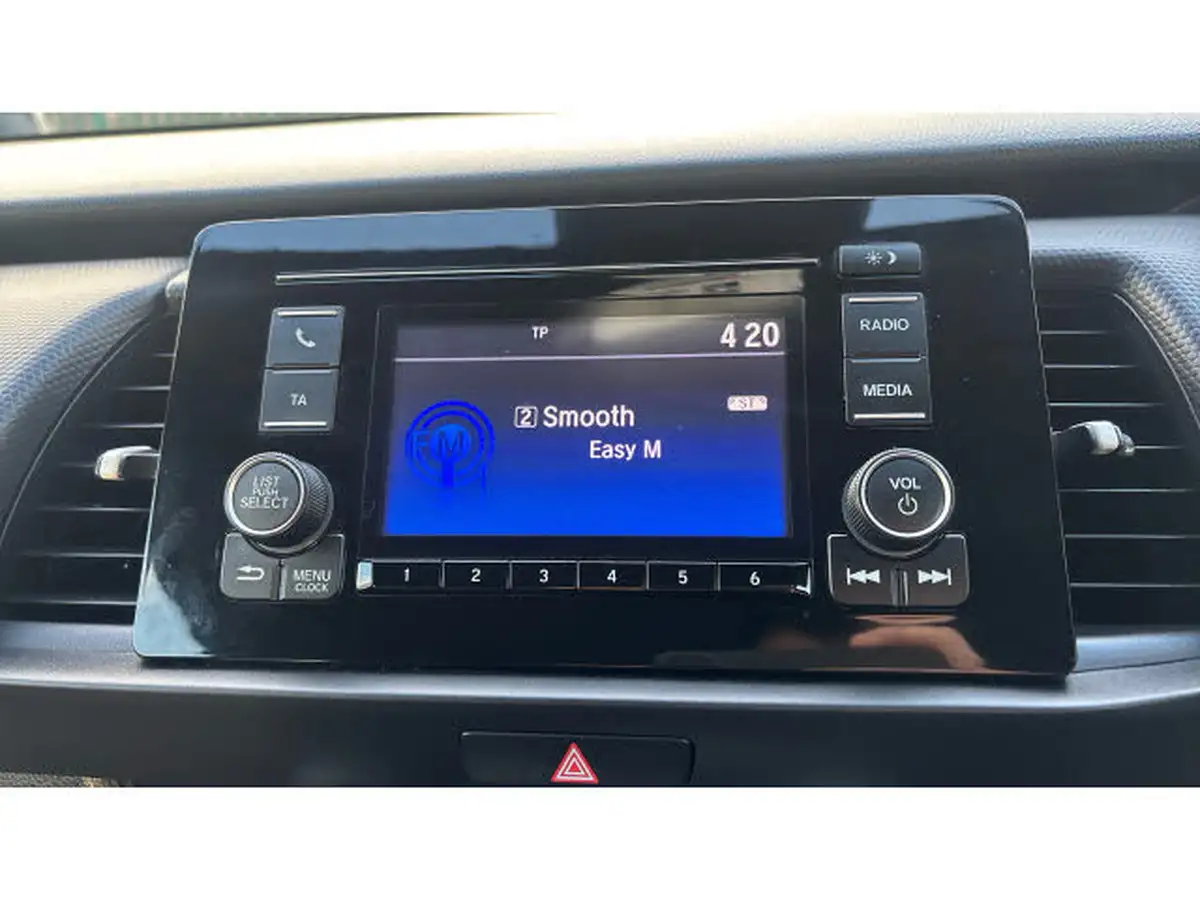 TP
4 20
2 Smooth
ST
Easy M
FM
TA
LIST
PUSH
SELECT
MENU
CLOCK
1 2 3 4 5 6
RADIO
MEDIA
VOL